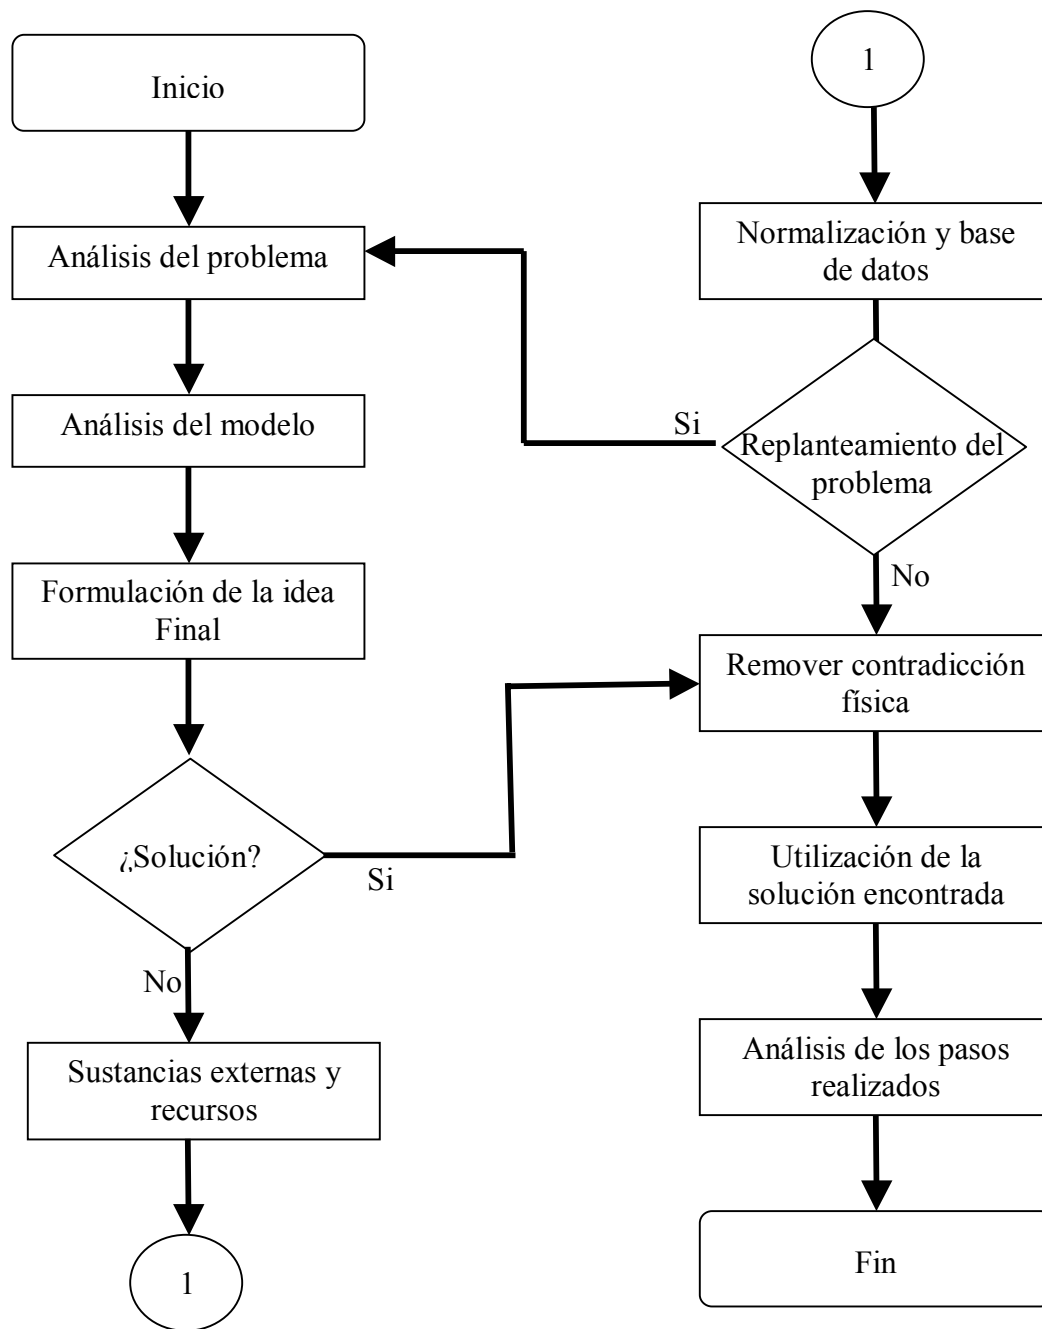 Inicio
Análisis del problema
Análisis del modelo
Formulación de la idea
Final
¿Solución?
Si
No
Sustancias externas y
recursos
1
1
Normalización y base
de datos
Si
Replanteamiento del
problema
No
Remover contradicción
física
Utilización de la
solución encontrada
Análisis de los pasos
realizados
Fin